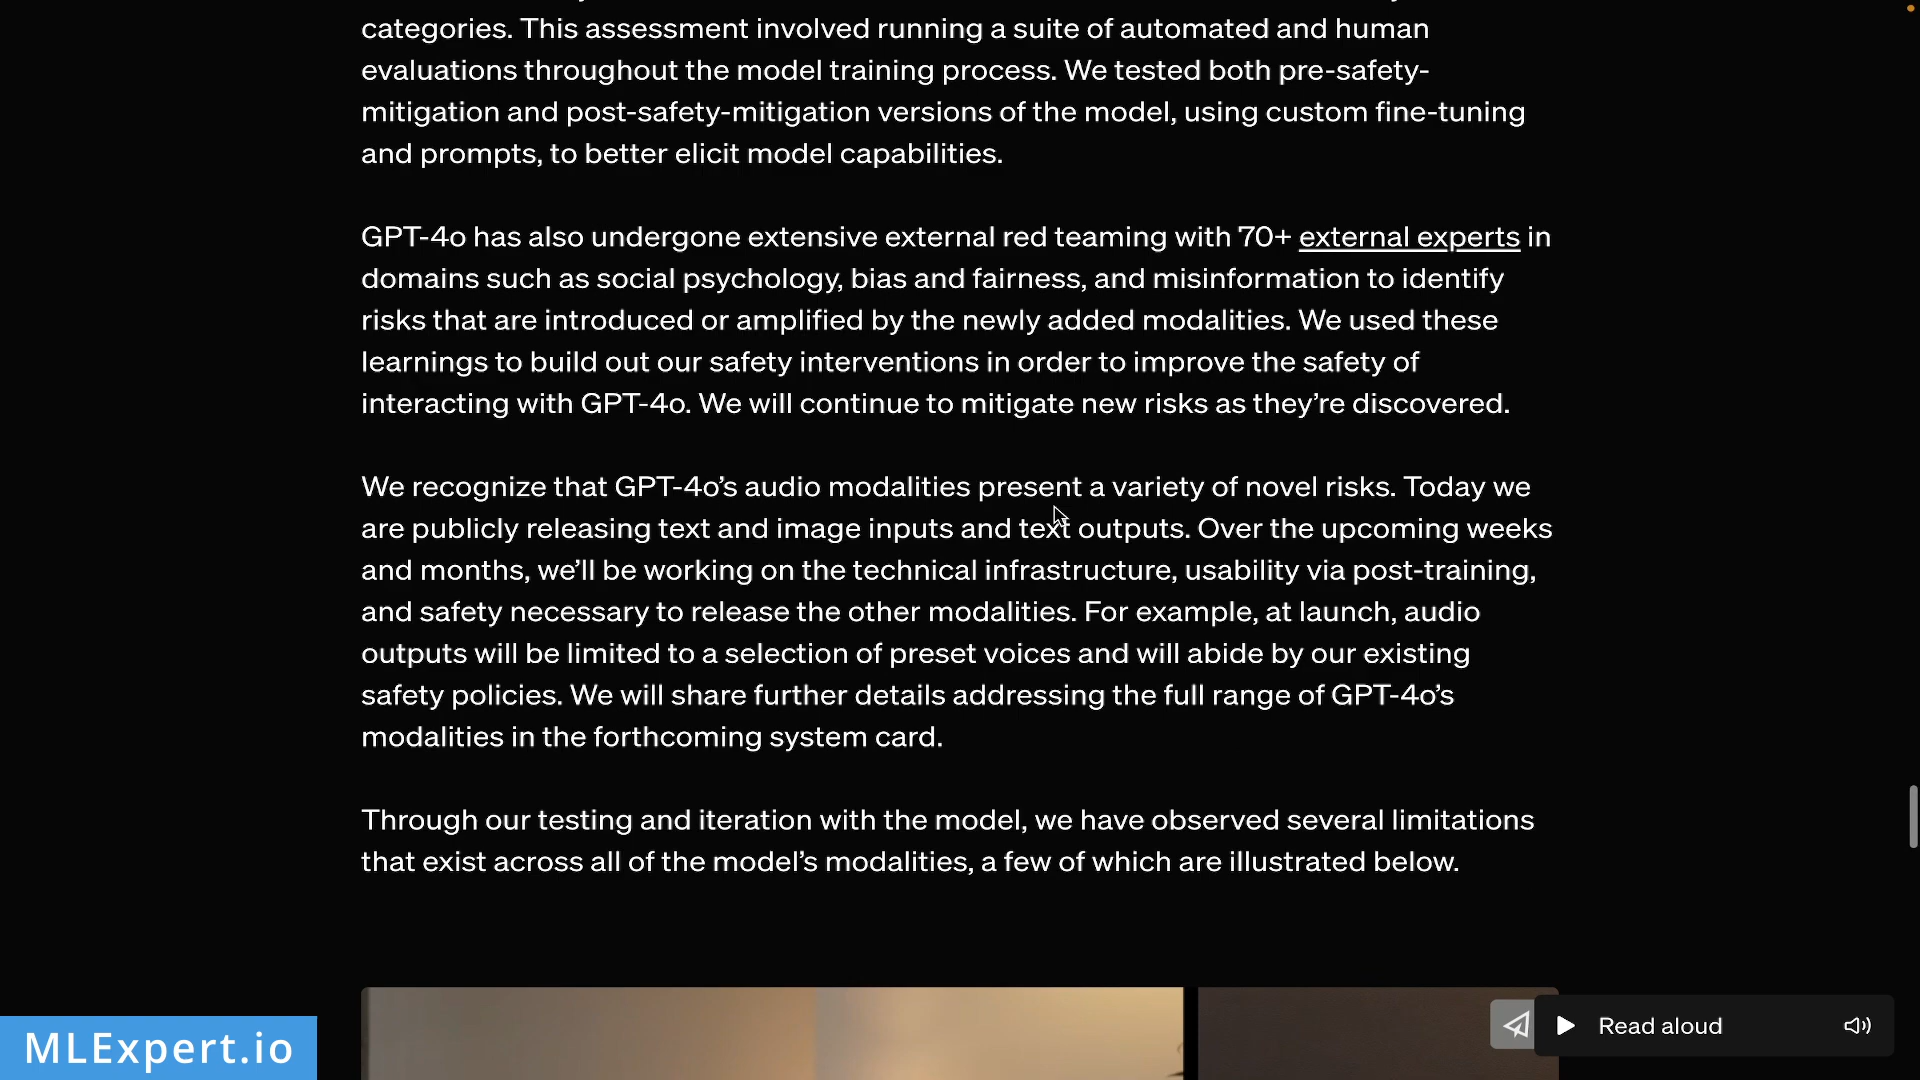 categories. This assessment involved running a suite of automated and human
evaluations throughout the model training process. We tested both pre-safety-
mitigation and post-safety-mitigation versions of the model, using custom fine-tuning
and prompts, to better elicit model capabilities.
GPT-4o has also undergone extensive external red teaming with 70+ external experts in
domains such as social psychology, bias and fairness, and misinformation to identify
risks that are introduced or amplified by the newly added modalities. We used these
learnings to build out our safety interventions in order to improve the safety of
interacting with GPT-4o. We will continue to mitigate new risks as they’re discovered.
We recognize that GPT-4o’s audio modalities present a variety of novel risks. Today we
are publicly releasing text and image inputs and text outputs. Over the upcoming weeks
and months, we’ll be working on the technical infrastructure, usability via post-training,
and safety necessary to release the other modalities. For example, at launch, audio
outputs will be limited to a selection of preset voices and will abide by our existing
safety policies. We will share further details addressing the full range of GPT-4o’s
modalities in the forthcoming system card.
Through our testing and iteration with the model, we have observed several limitations
that exist across all of the model’s modalities, a few of which are illustrated below.
Read aloud
MLExpert.io